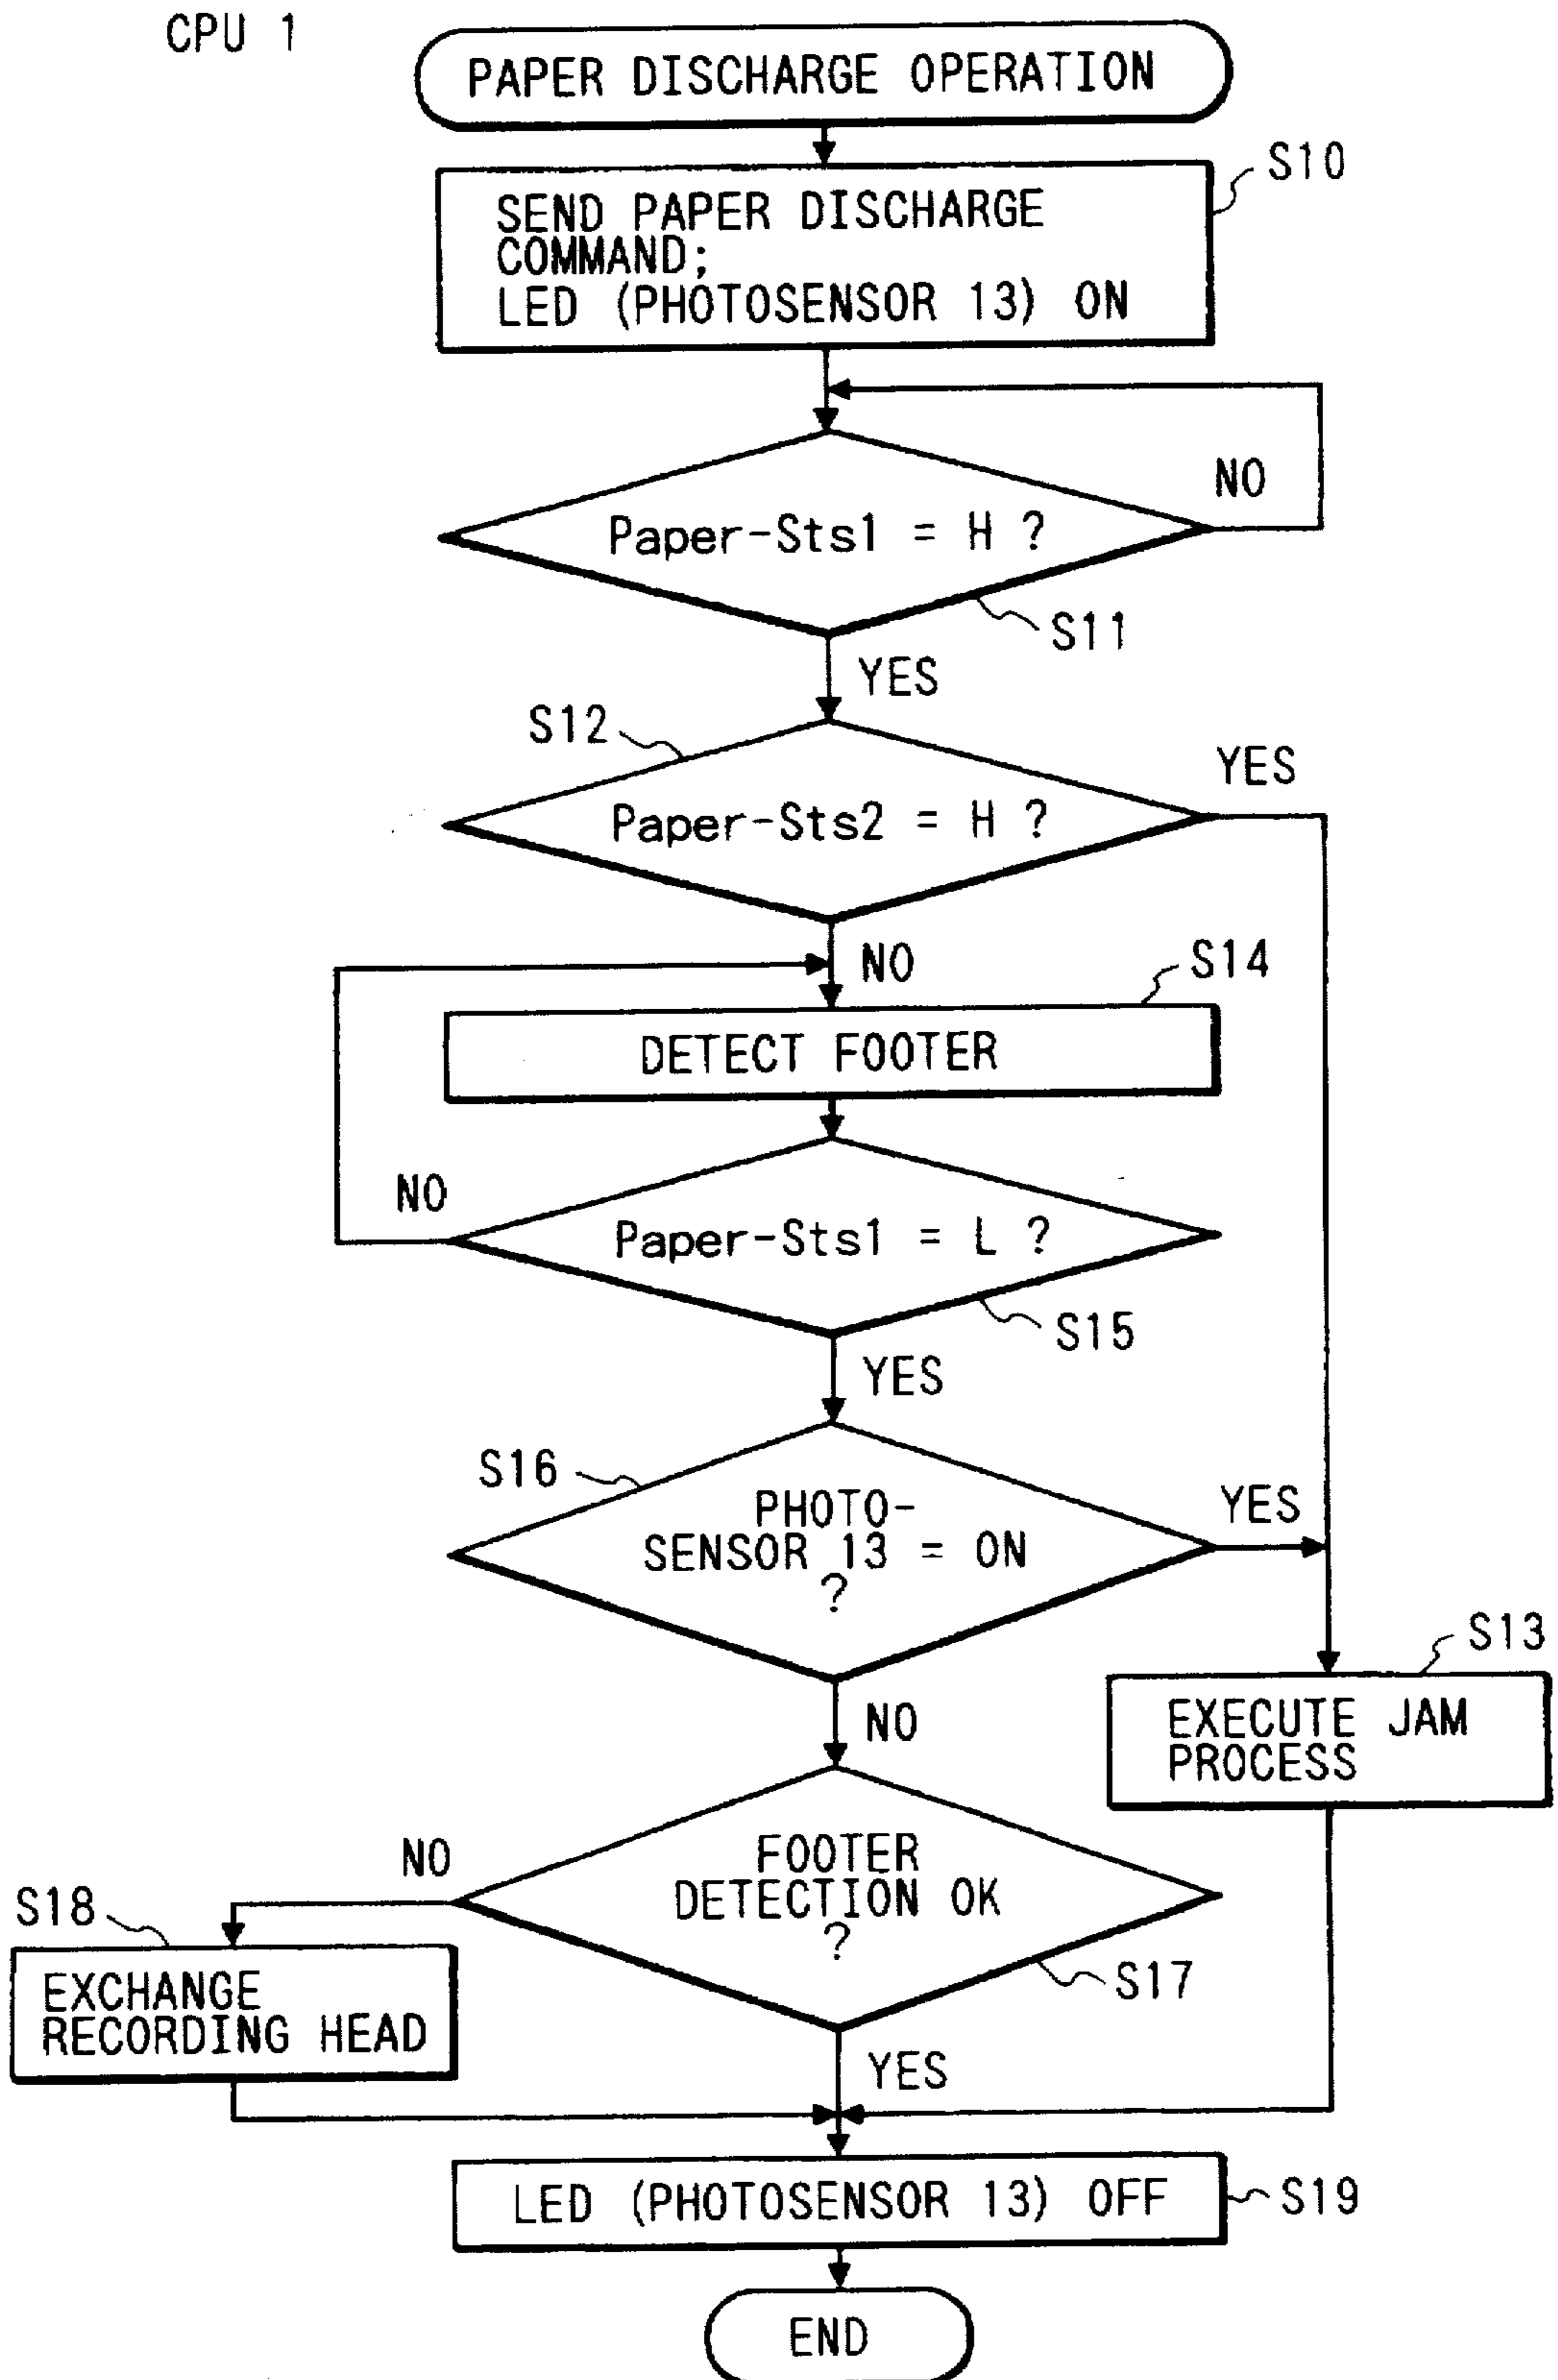 CPU 1
PAPER DISCHARGE OPERATION
S10
SEND PAPER DISCHARGE
COMMAND;
LED (PHOTOSENSOR 13) ON
NO
Paper-Sts1 = H ?
S11
YES
S12
YES
Paper-Sts2 = H ?
NO
S14
DETECT FOOTER
NO
Paper-Sts1 = L ?
S15
YES
S16
PHOTO-
SENSOR 13 = ON
?
YES
S13
EXECUTE JAM
PROCESS
NO
FOOTER
DETECTION OK
?
NO
S17
S18
EXCHANGE
RECORDING HEAD
YES
LED (PHOTOSENSOR 13) OFF
S19
END